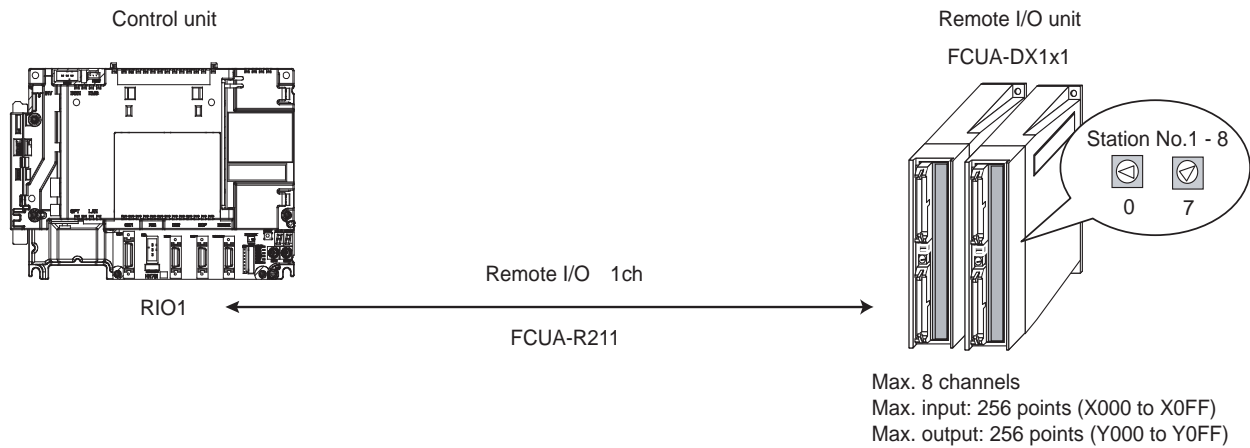 Control unit
Remote I/O unit
FCUA-DX1x1
Station No.1 - 8
0 7
Remote I/O 1ch
RIO1
FCUA-R211
Max. 8 channels
Max. input: 256 points (X000 to X0FF)
Max. output: 256 points (Y000 to Y0FF)